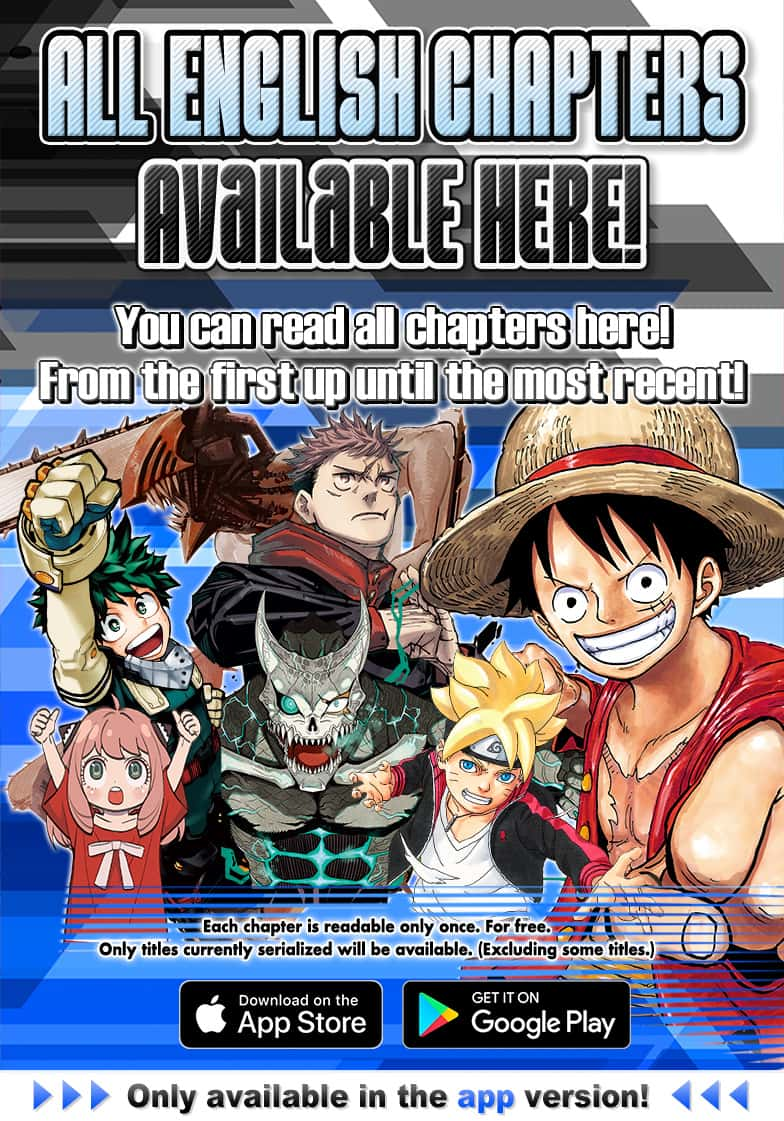 ALL ENGLISH CHAPTERS
AVAILABLE HERE!
You can read all chapters here!
From the first up until the most recent!
Each chapter is readable only once. For free.
Only titles currently serialized will be available. (Excluding some titles.)
Download on the
App Store
GET IT ON
Google Play
Only available in the app version!